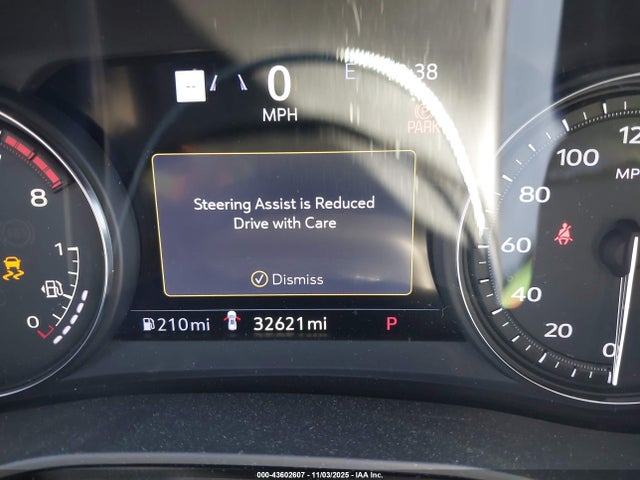 0
E
:38
MPH
PARK
Steering Assist is Reduced
Drive with Care
Dismiss
210mi
32621mi
P
8
1
0
120
100
MPH
80
60
40
20
0
000-43602607 - 11/03/2025 - IAA Inc.